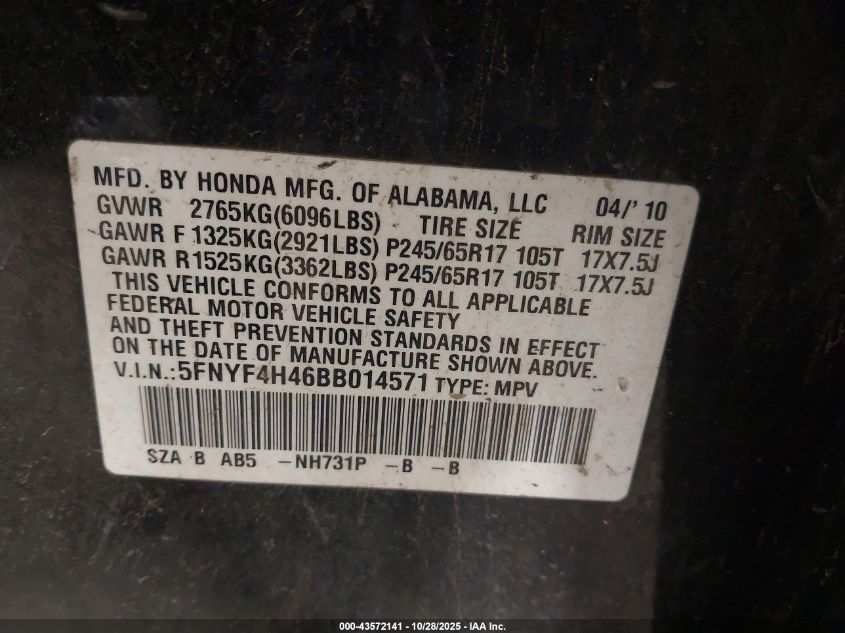 MFD. BY HONDA MFG. OF ALABAMA, LLC 04/' 10
GVWR 2765KG(6096LBS) TIRE SIZE RIM SIZE
GAWR F 1325KG(2921LBS) P245/65R17 105T 17X7.5J
GAWR R1525KG(3362LBS) P245/65R17 105T 17X7.5J
THIS VEHICLE CONFORMS TO ALL APPLICABLE
FEDERAL MOTOR VEHICLE SAFETY
AND THEFT PREVENTION STANDARDS IN EFFECT
ON THE DATE OF MANUFACTURE SHOWN ABOVE.
V.I.N.:5FNYF4H46BB014571 TYPE: MPV
SZA B AB5 -NH731P -B -B
000-43572141 - 10/28/2025 - IAA Inc.